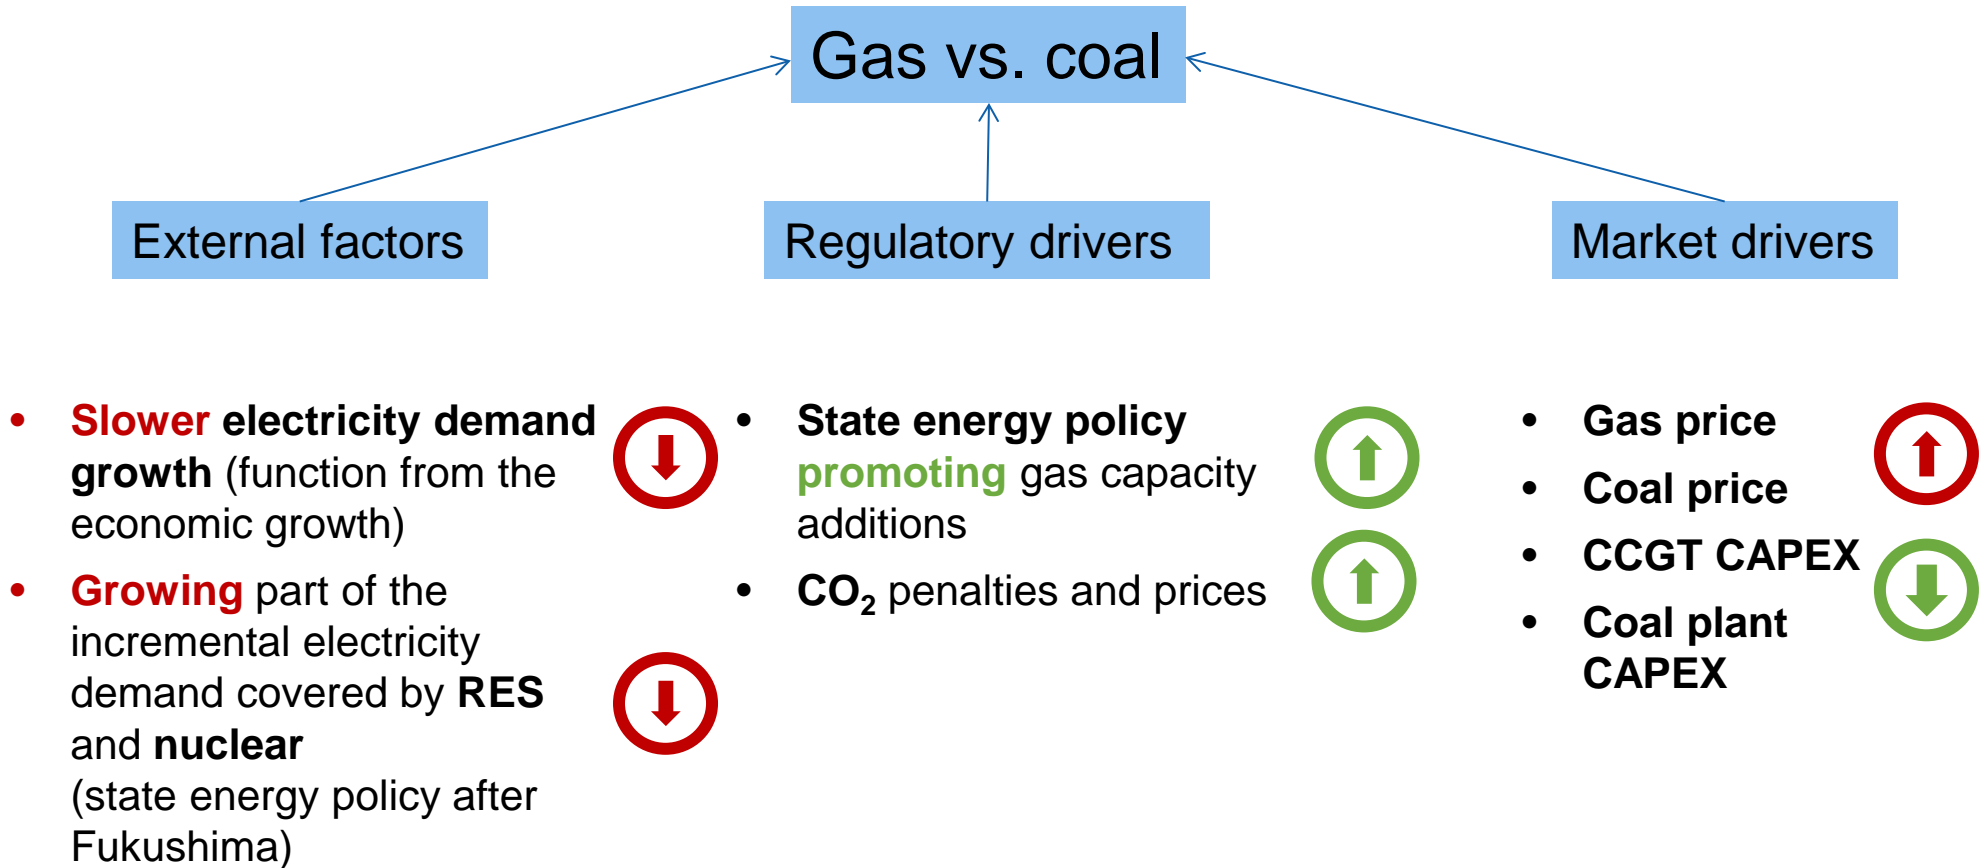 Gas vs. coal
External factors
Regulatory drivers
Market drivers
• Slower electricity demand
growth (function from the
economic growth)
• Growing part of the
incremental electricity
demand covered by RES
and nuclear
(state energy policy after
Fukushima)
• State energy policy
promoting gas capacity
additions
• CO₂ penalties and prices
• Gas price
• Coal price
• CCGT CAPEX
• Coal plant
CAPEX